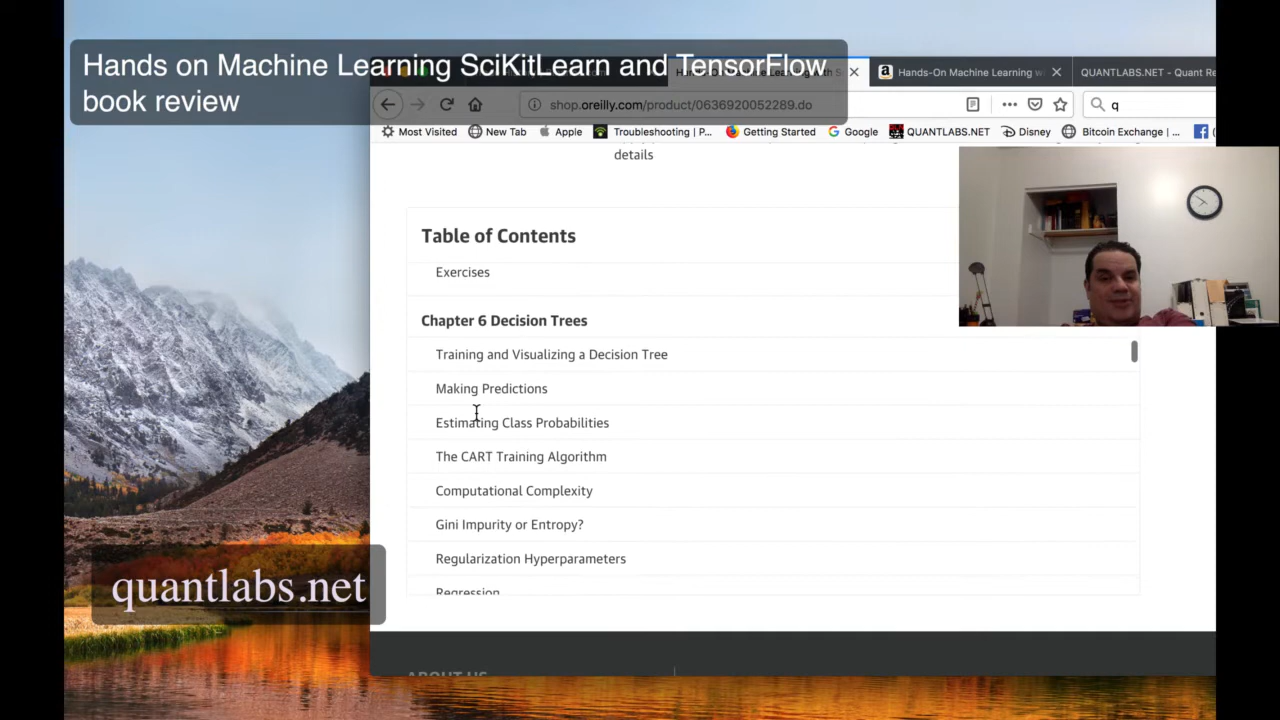 Hands on Machine Learning SciKitLearn and TensorFlow
book review
Hands-On Machine Learning w
QUANTLABS.NET - Quant Re
shop.oreilly.com/product/0636920052289.do
q
Most Visited
New Tab
Apple
Troubleshooting | P...
Getting Started
Google
QUANTLABS.NET
Disney
Bitcoin Exchange | ...
details
Table of Contents
Exercises
Chapter 6 Decision Trees
Training and Visualizing a Decision Tree
Making Predictions
Estimating Class Probabilities
The CART Training Algorithm
Computational Complexity
Gini Impurity or Entropy?
Regularization Hyperparameters
Regression
quantlabs.net
ABOUT US